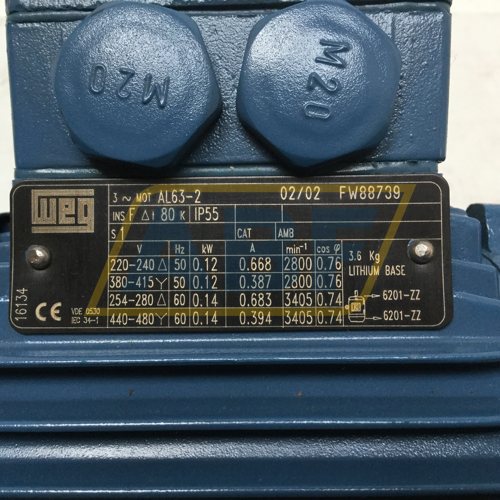 M20
M20
WEG
3 ~ MOT AL63-2 02/02 FW88739
INS F Δt 80 K IP55
S1 CAT AMB
V Hz kW A min-1 cos φ
220-240 Δ 50 0.12 0.668 2800 0.76
380-415 Y 50 0.12 0.387 2800 0.76
254-280 Δ 60 0.14 0.683 3405 0.74
440-480 Y 60 0.14 0.394 3405 0.74
3.6 Kg
LITHIUM BASE
6201-ZZ
6201-ZZ
16T34
CE
VDE 0530
IEC 34-1